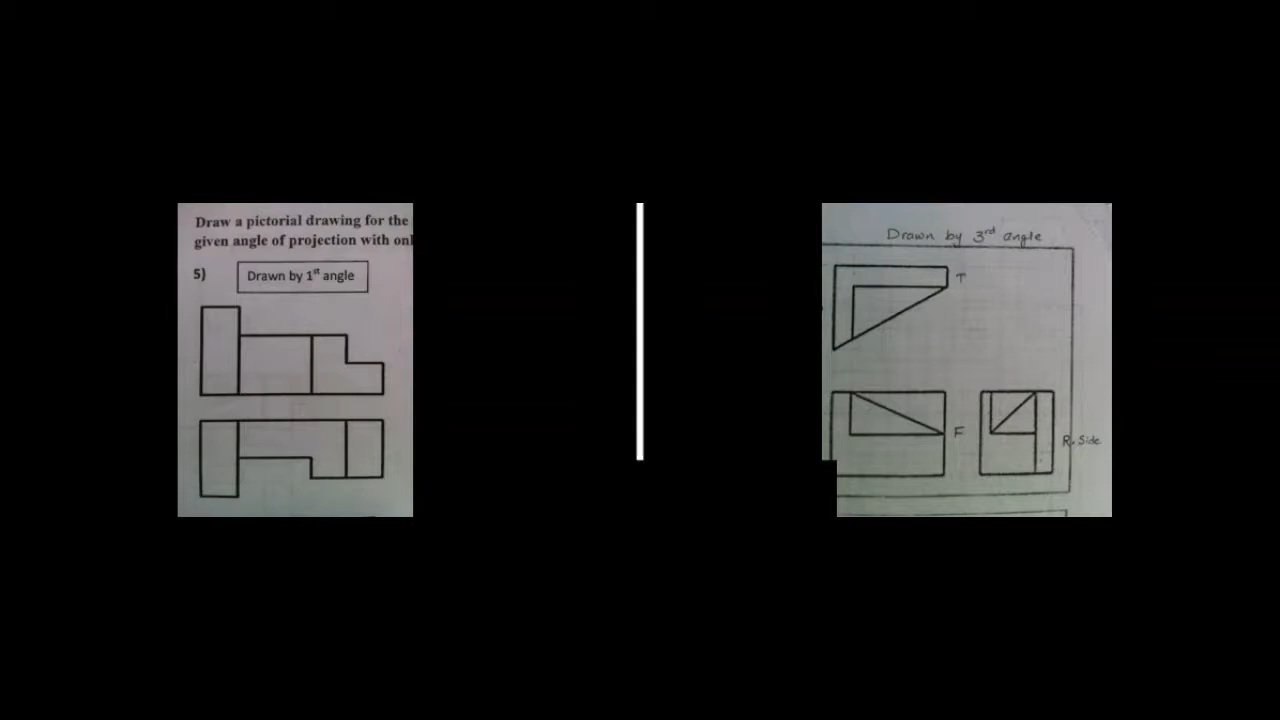 Draw a pictorial drawing for the
given angle of projection with
5)
Drawn by 1st angle
Drawn by 3rd angle
T
F
R. Side